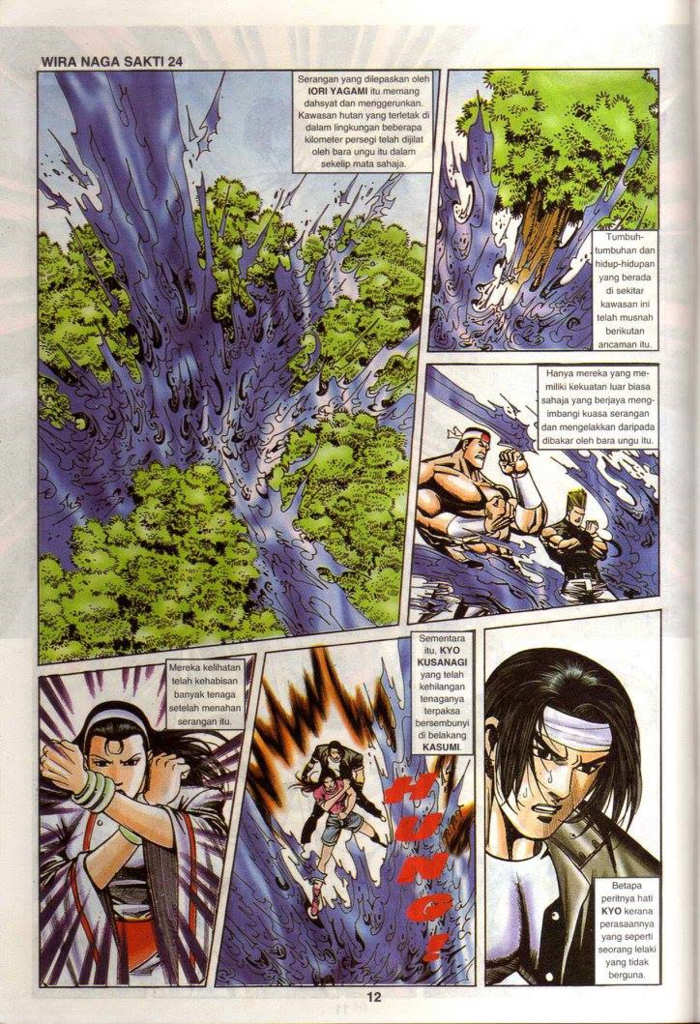 WIRA NAGA SAKTI 24
Serangan yang dilepaskan oleh
IORI YAGAMI itu memang
dahsyat dan menggerunkan.
Kawasan hutan yang terletak di
dalam lingkungan beberapa
kilometer persegi telah dijilat
oleh bara ungu itu dalam
sekelip mata sahaja.
Tumbuh-
tumbuhan dan
hidup-hidupan
yang berada
di sekitar
kawasan ini
telah musnah
berikutan
ancaman itu.
Hanya mereka yang me-
miliki kekuatan luar biasa
sahaja yang berjaya meng-
imbangi kuasa serangan
dan mengelakkan daripada
dibakar oleh bara ungu itu.
Mereka kelihatan
telah kehabisan
banyak tenaga
setelah menahan
serangan itu.
Sementara
itu, KYO
KUSANAGI
yang telah
kehilangan
tenaganya
terpaksa
bersembunyi
di belakang
KASUMI.
HUNG!
Betapa
peritnya hati
KYO kerana
perasaannya
yang seperti
seorang lelaki
yang tidak
berguna.
12